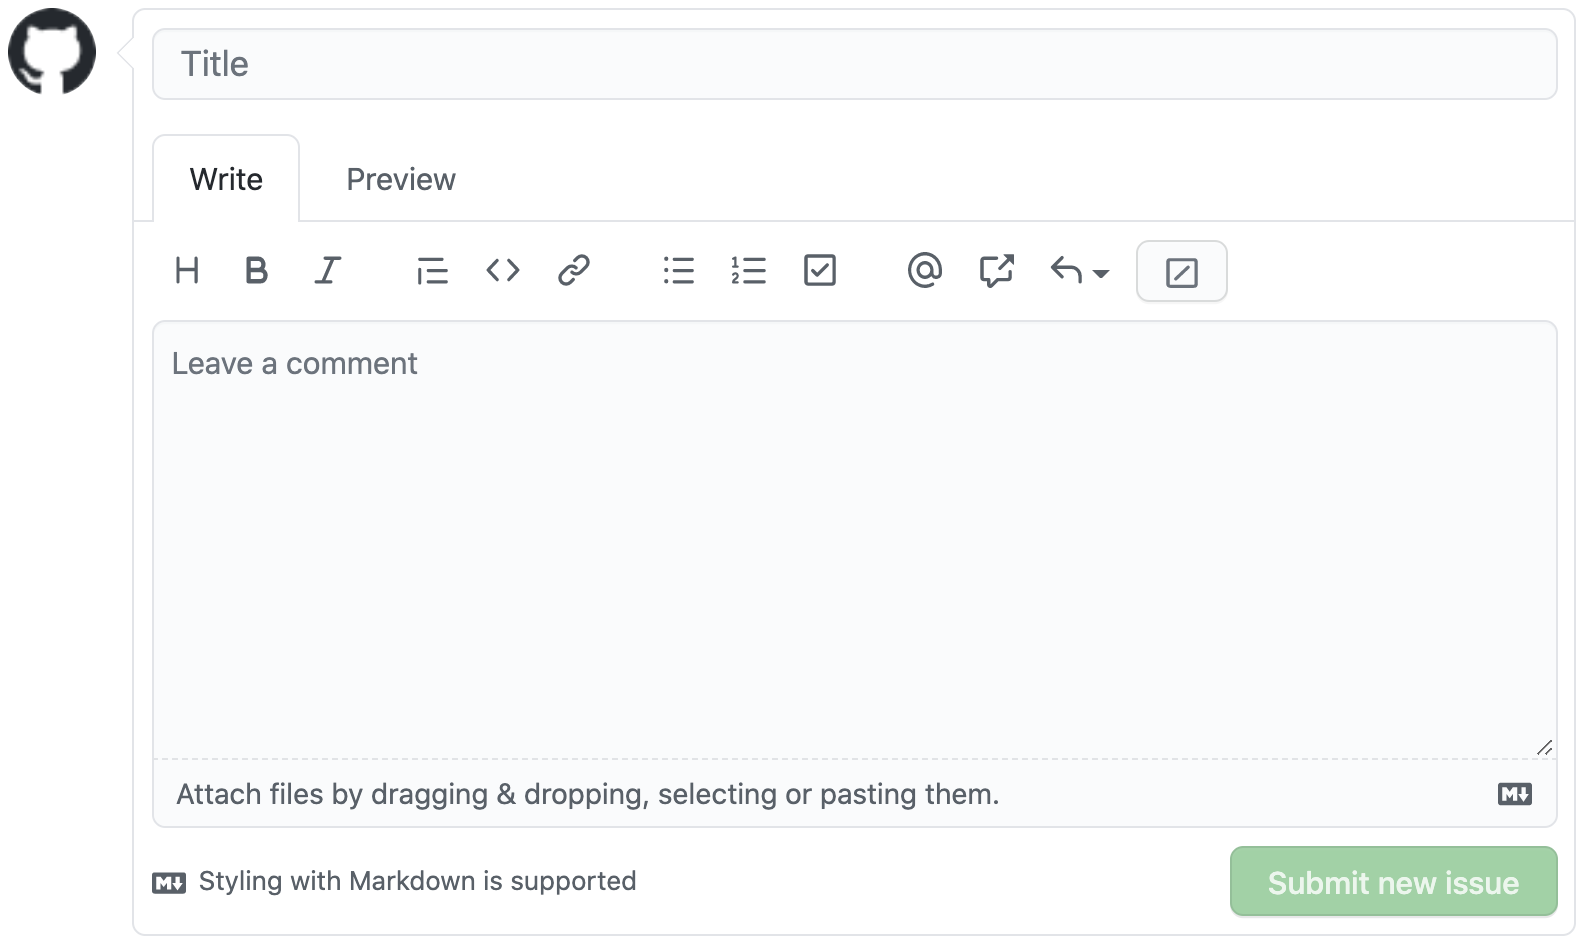 Title
Write Preview
H B I @
Leave a comment
Attach files by dragging & dropping, selecting or pasting them.
M↓
M↓ Styling with Markdown is supported
Submit new issue